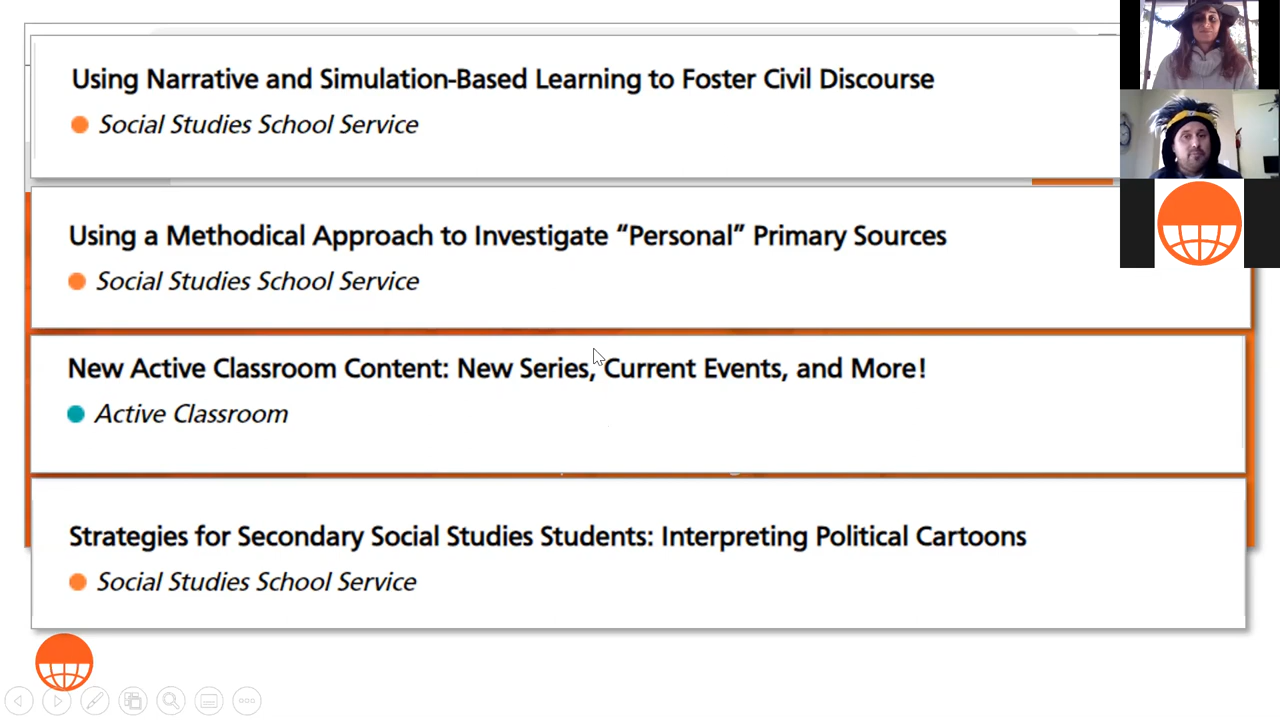 Using Narrative and Simulation-Based Learning to Foster Civil Discourse
Social Studies School Service
Using a Methodical Approach to Investigate “Personal” Primary Sources
Social Studies School Service
New Active Classroom Content: New Series, Current Events, and More!
Active Classroom
Strategies for Secondary Social Studies Students: Interpreting Political Cartoons
Social Studies School Service